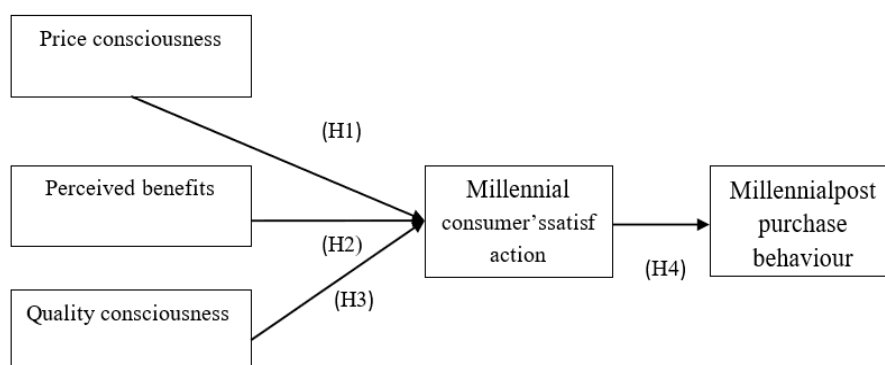 Price consciousness
(H1)
Perceived benefits
(H2)
Quality consciousness
(H3)
Millennial
consumer'ssatisf
action
(H4)
Millennialpost
purchase
behaviour